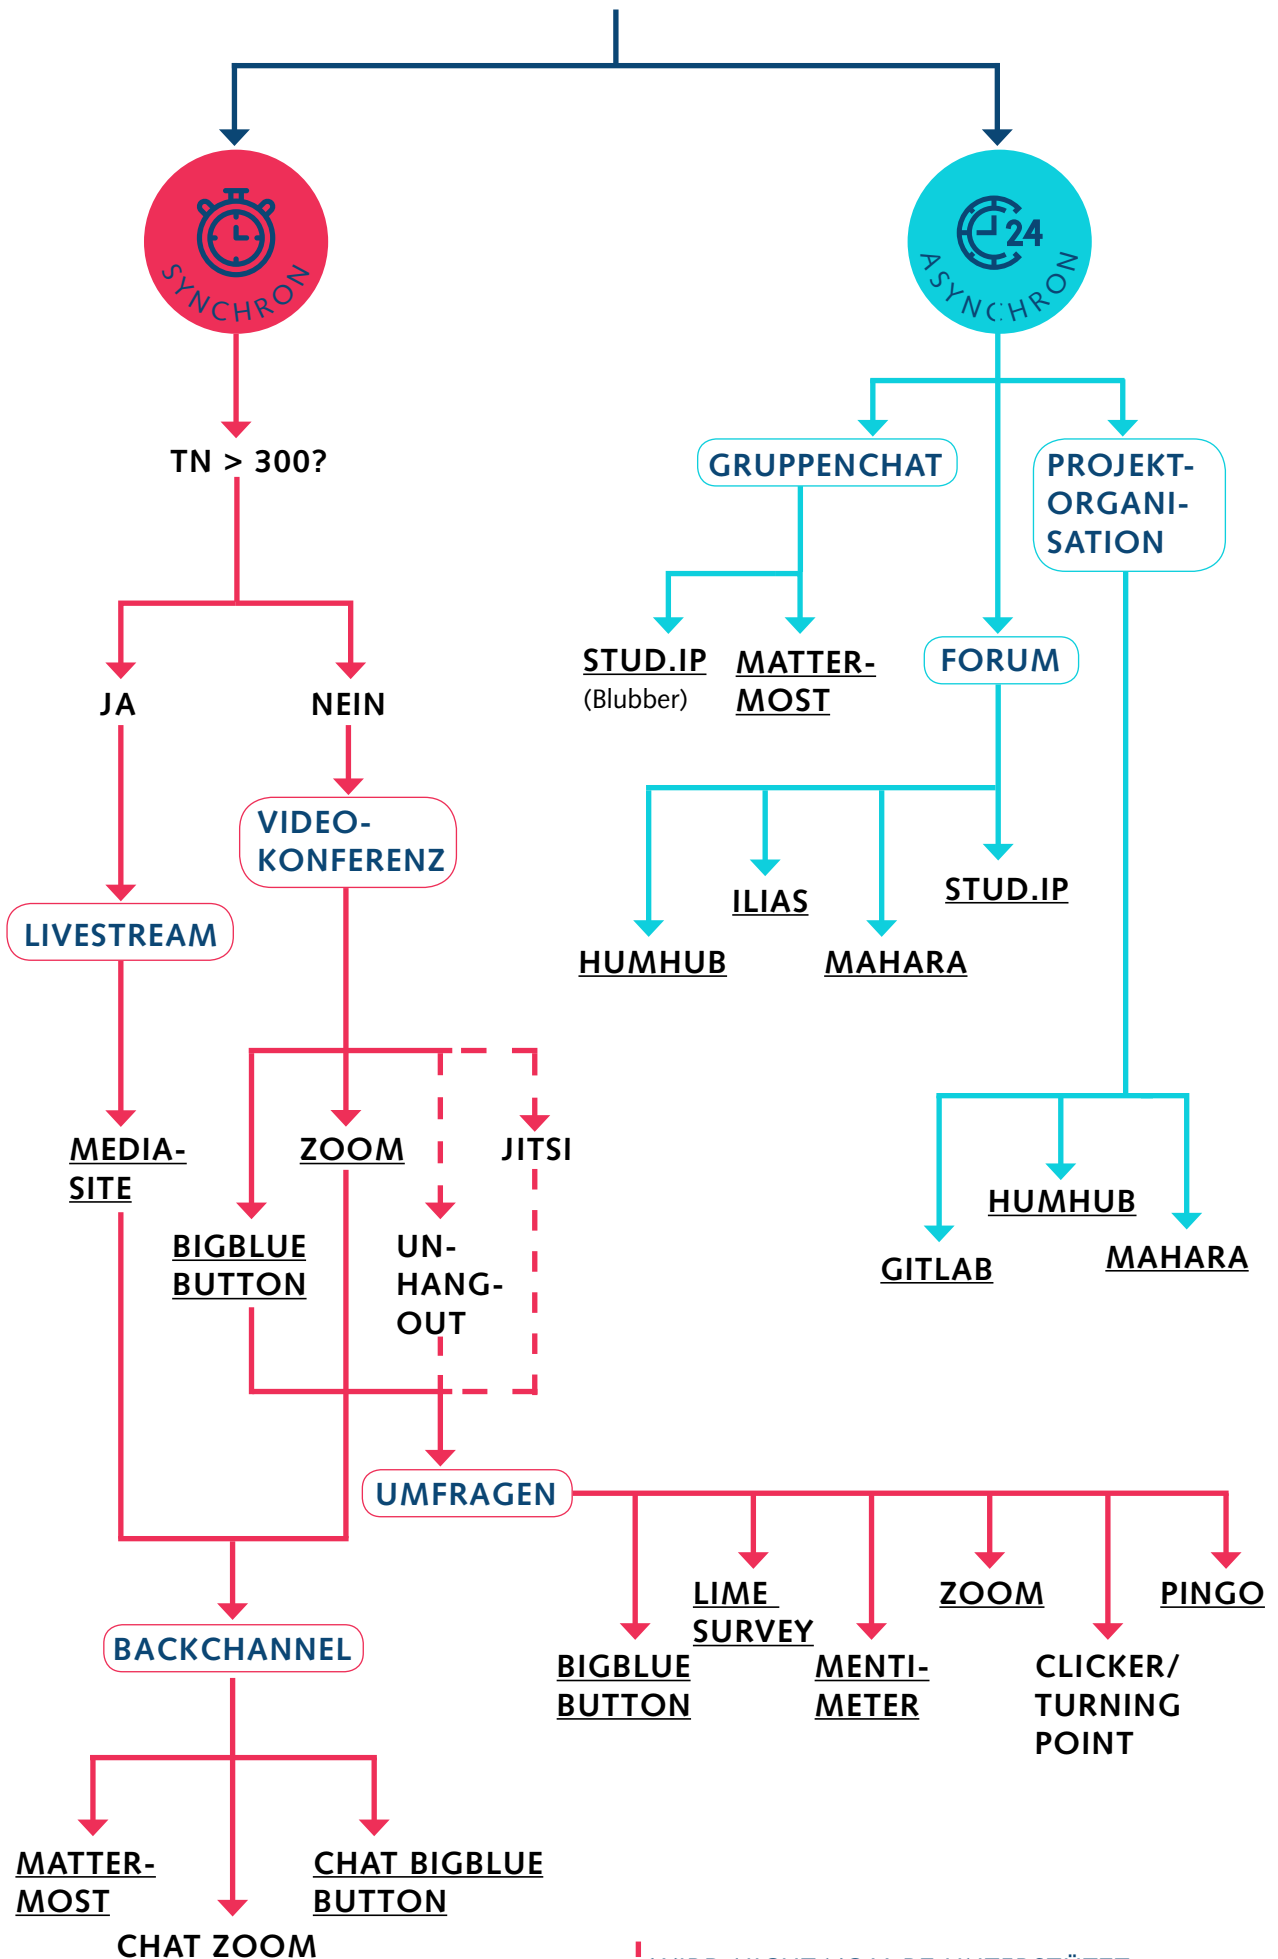 24
SYNCHRON
ASYNCHRON
TN > 300?
JA
NEIN
VIDEO-
KONFERENZ
LIVESTREAM
MEDIA-
SITE
ZOOM
JITSI
BIGBLUE
BUTTON
UN-
HANG-
OUT
UMFRAGEN
BIGBLUE
BUTTON
LIME
SURVEY
MENTI-
METER
ZOOM
CLICKER/
TURNING
POINT
PINGO
BACKCHANNEL
MATTER-
MOST
CHAT ZOOM
CHAT BIGBLUE
BUTTON
GRUPPENCHAT
STUD.IP
(Blubber)
MATTER-
MOST
FORUM
HUMHUB
ILIAS
MAHARA
STUD.IP
PROJEKT-
ORGANI-
SATION
GITLAB
HUMHUB
MAHARA